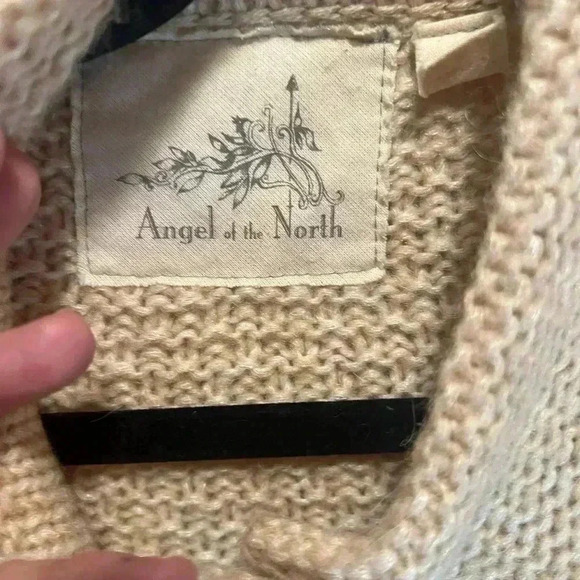 Angel of the North